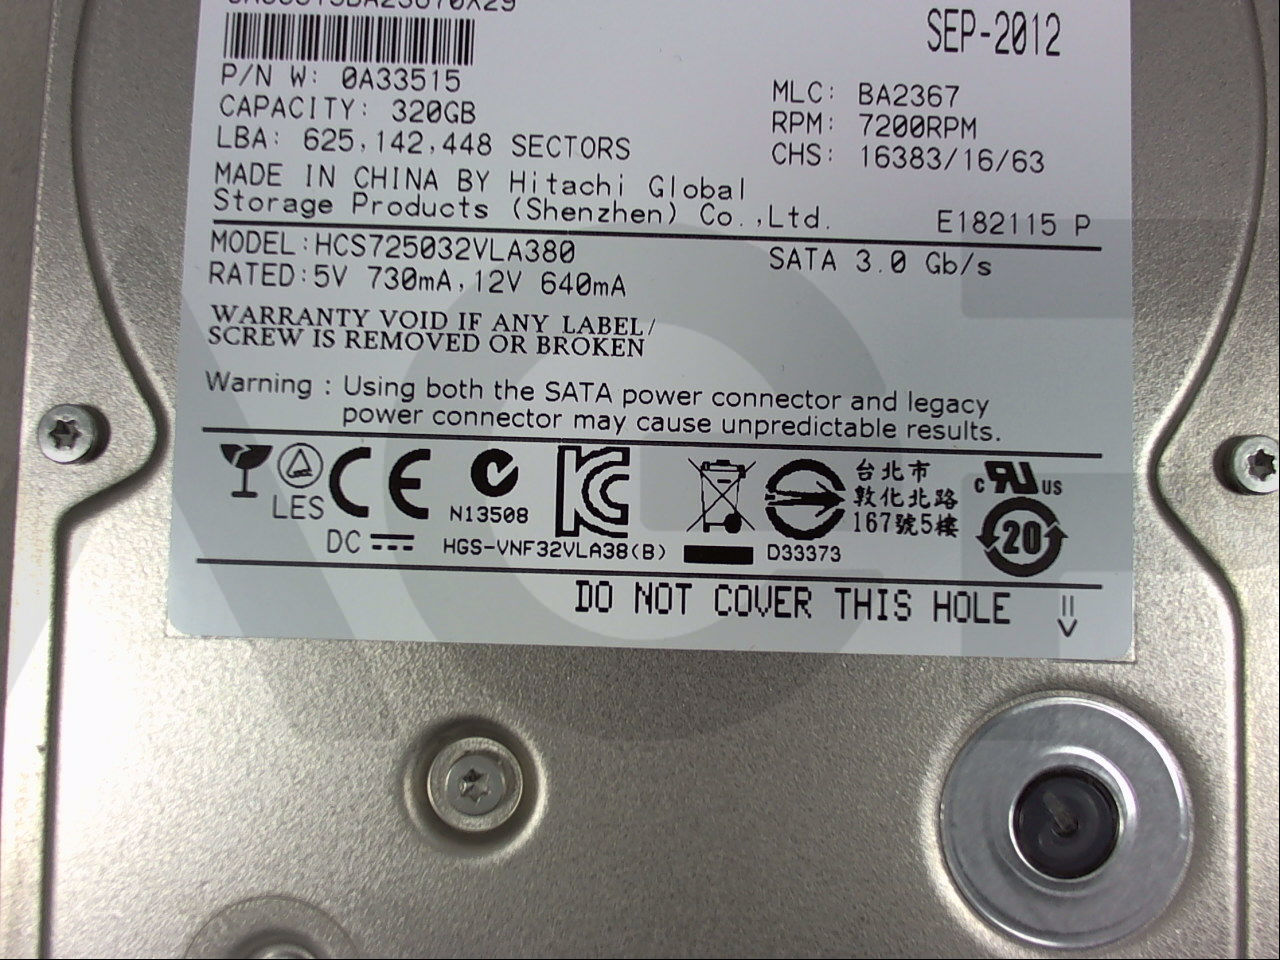 SEP-2012
P/N W: 0A33515
CAPACITY: 320GB
LBA: 625,142,448 SECTORS
MLC: BA2367
RPM: 7200RPM
CHS: 16383/16/63
MADE IN CHINA BY Hitachi Global
Storage Products (Shenzhen) Co.,Ltd.
E182115 P
MODEL:HCS725032VLA380
SATA 3.0 Gb/s
RATED:5V 730mA,12V 640mA
WARRANTY VOID IF ANY LABEL/
SCREW IS REMOVED OR BROKEN
Warning : Using both the SATA power connector and legacy
power connector may cause unpredictable results.
LES
CE
N13508
台北市
敦化北路
167號5樓
c RU US
20
DC
HGS-VNF32VLA38(B)
D33373
DO NOT COVER THIS HOLE